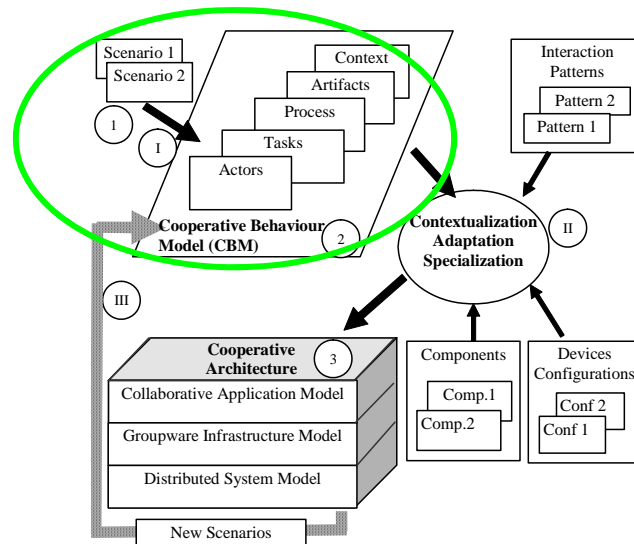 Scenario 1
Scenario 2
1
I
Context
Artifacts
Process
Tasks
Actors
Cooperative Behaviour
Model (CBM)
2
Interaction
Patterns
Pattern 2
Pattern 1
Contextualization
Adaptation
Specialization
II
III
Cooperative
Architecture
3
Collaborative Application Model
Groupware Infrastructure Model
Distributed System Model
New Scenarios
Components
Comp.1
Comp.2
Devices
Configurations
Conf 2
Conf 1